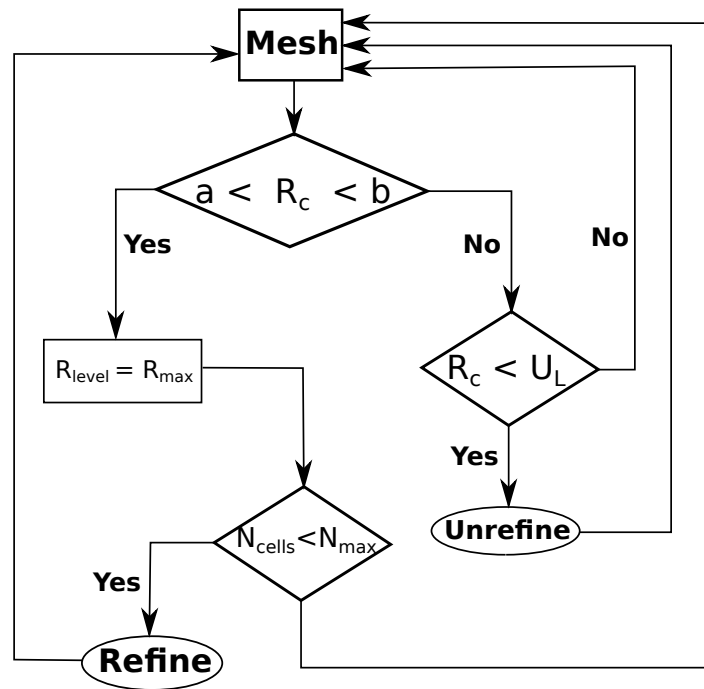 Mesh
a < R_c < b
Yes
No
No
R_level = R_max
R_c < U_L
Yes
N_cells<N_max
Unrefine
Yes
Refine